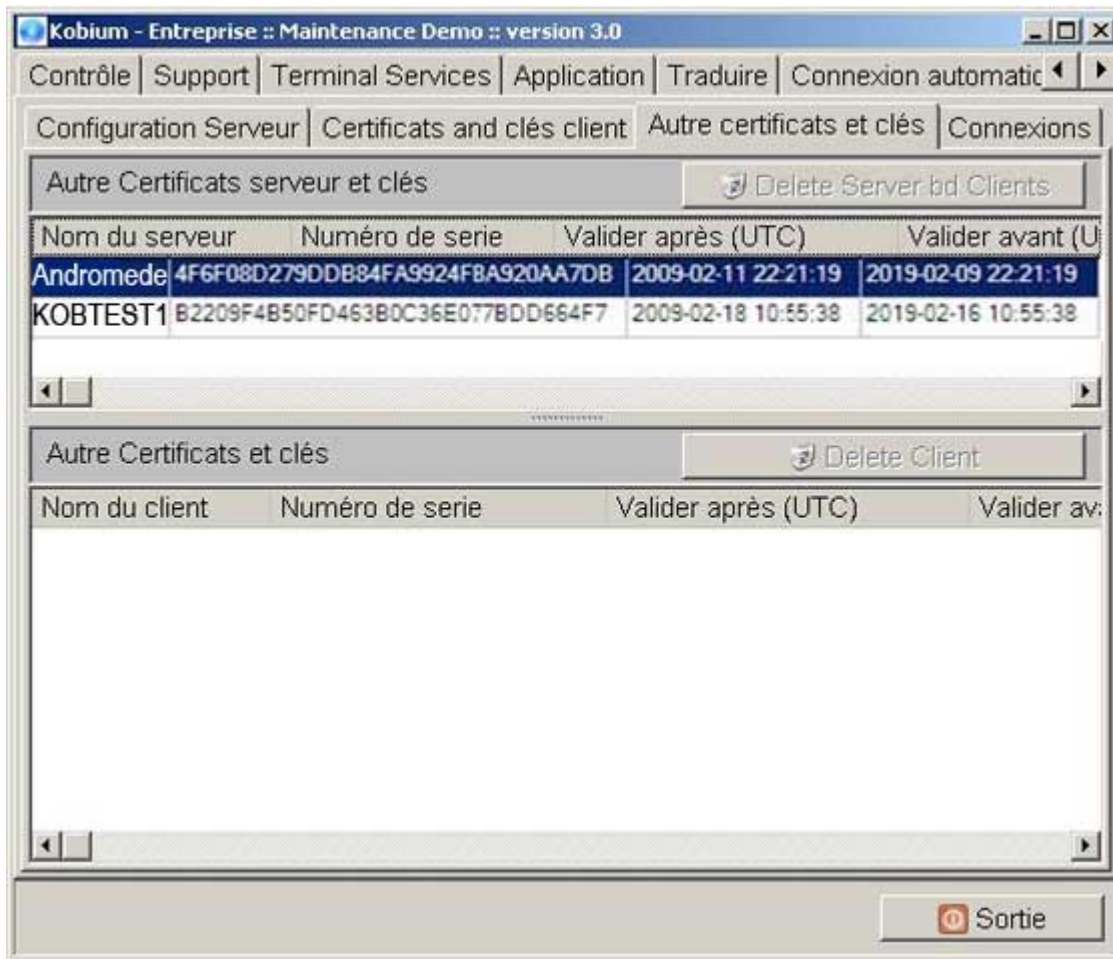 Kobium - Entreprise :: Maintenance Demo :: version 3.0
Contrôle Support Terminal Services Application Traduire Connexion automatic
Configuration Serveur Certificats and clés client Autre certificats et clés Connexions
Autre Certificats serveur et clés Delete Server bd Clients
Nom du serveur Numéro de serie Valider après (UTC) Valider avant (U
Andromede 4F6F08D279DDB84FA9924F8A920AA7DB 2009-02-11 22:21:19 2019-02-09 22:21:19
KOBTEST1 B2209F4B50FD463B0C36E077BDD664F7 2009-02-18 10:55:38 2019-02-16 10:55:38
Autre Certificats et clés Delete Client
Nom du client Numéro de serie Valider après (UTC) Valider ava
Sortie